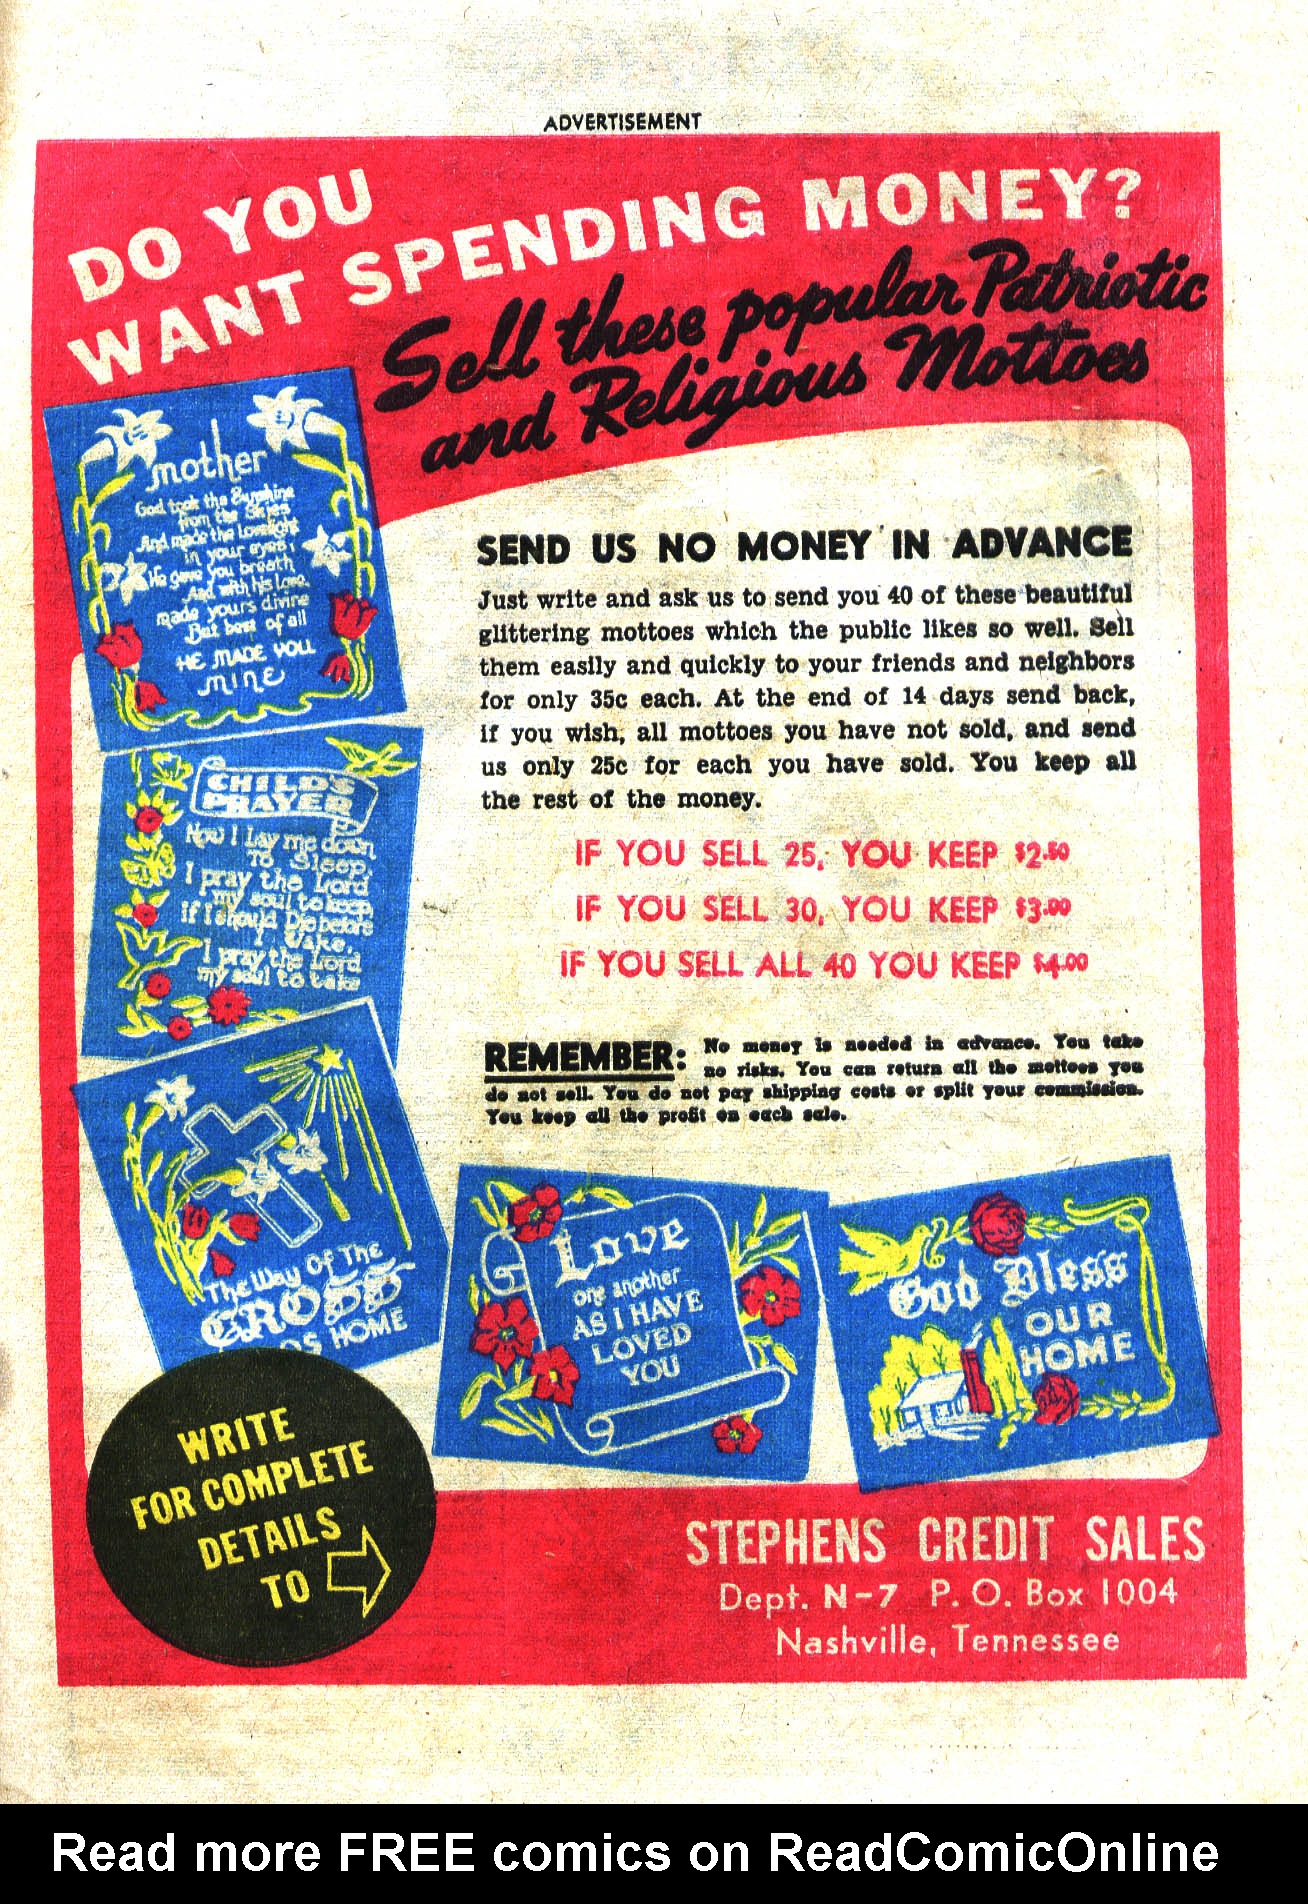 ADVERTISEMENT
DO YOU
WANT SPENDING MONEY?
Sell these popular Patriotic
and Religious Mottoes
mother
God took the Sunshine
from the Skies
And made the Lovelight
in your eyes,
He gave you breath
And with his Love,
made yours divine
But best of all
HE MADE YOU
MINE
CHILD'S
PRAYER
Now I Lay me down
To Sleep,
I pray the Lord
my soul to keep
If I should Die before
I Wake,
I pray the Lord
my soul to take
The Way Of The
CROSS
HOME
SEND US NO MONEY IN ADVANCE
Just write and ask us to send you 40 of these beautiful
glittering mottoes which the public likes so well. Sell
them easily and quickly to your friends and neighbors
for only 35c each. At the end of 14 days send back,
if you wish, all mottoes you have not sold, and send
us only 25c for each you have sold. You keep all
the rest of the money.
IF YOU SELL 25, YOU KEEP $2.50
IF YOU SELL 30, YOU KEEP $3.00
IF YOU SELL ALL 40 YOU KEEP $4.00
REMEMBER: No money is needed in advance. You take
no risks. You can return all the mottoes you
do not sell. You do not pay shipping costs or split your commission.
You keep all the profit on each sale.
Love
one another
AS I HAVE
LOVED
YOU
God Bless
OUR
HOME
WRITE
FOR COMPLETE
DETAILS
TO
STEPHENS CREDIT SALES
Dept. N-7 P. O. Box 1004
Nashville, Tennessee
Read more FREE comics on ReadComicOnline